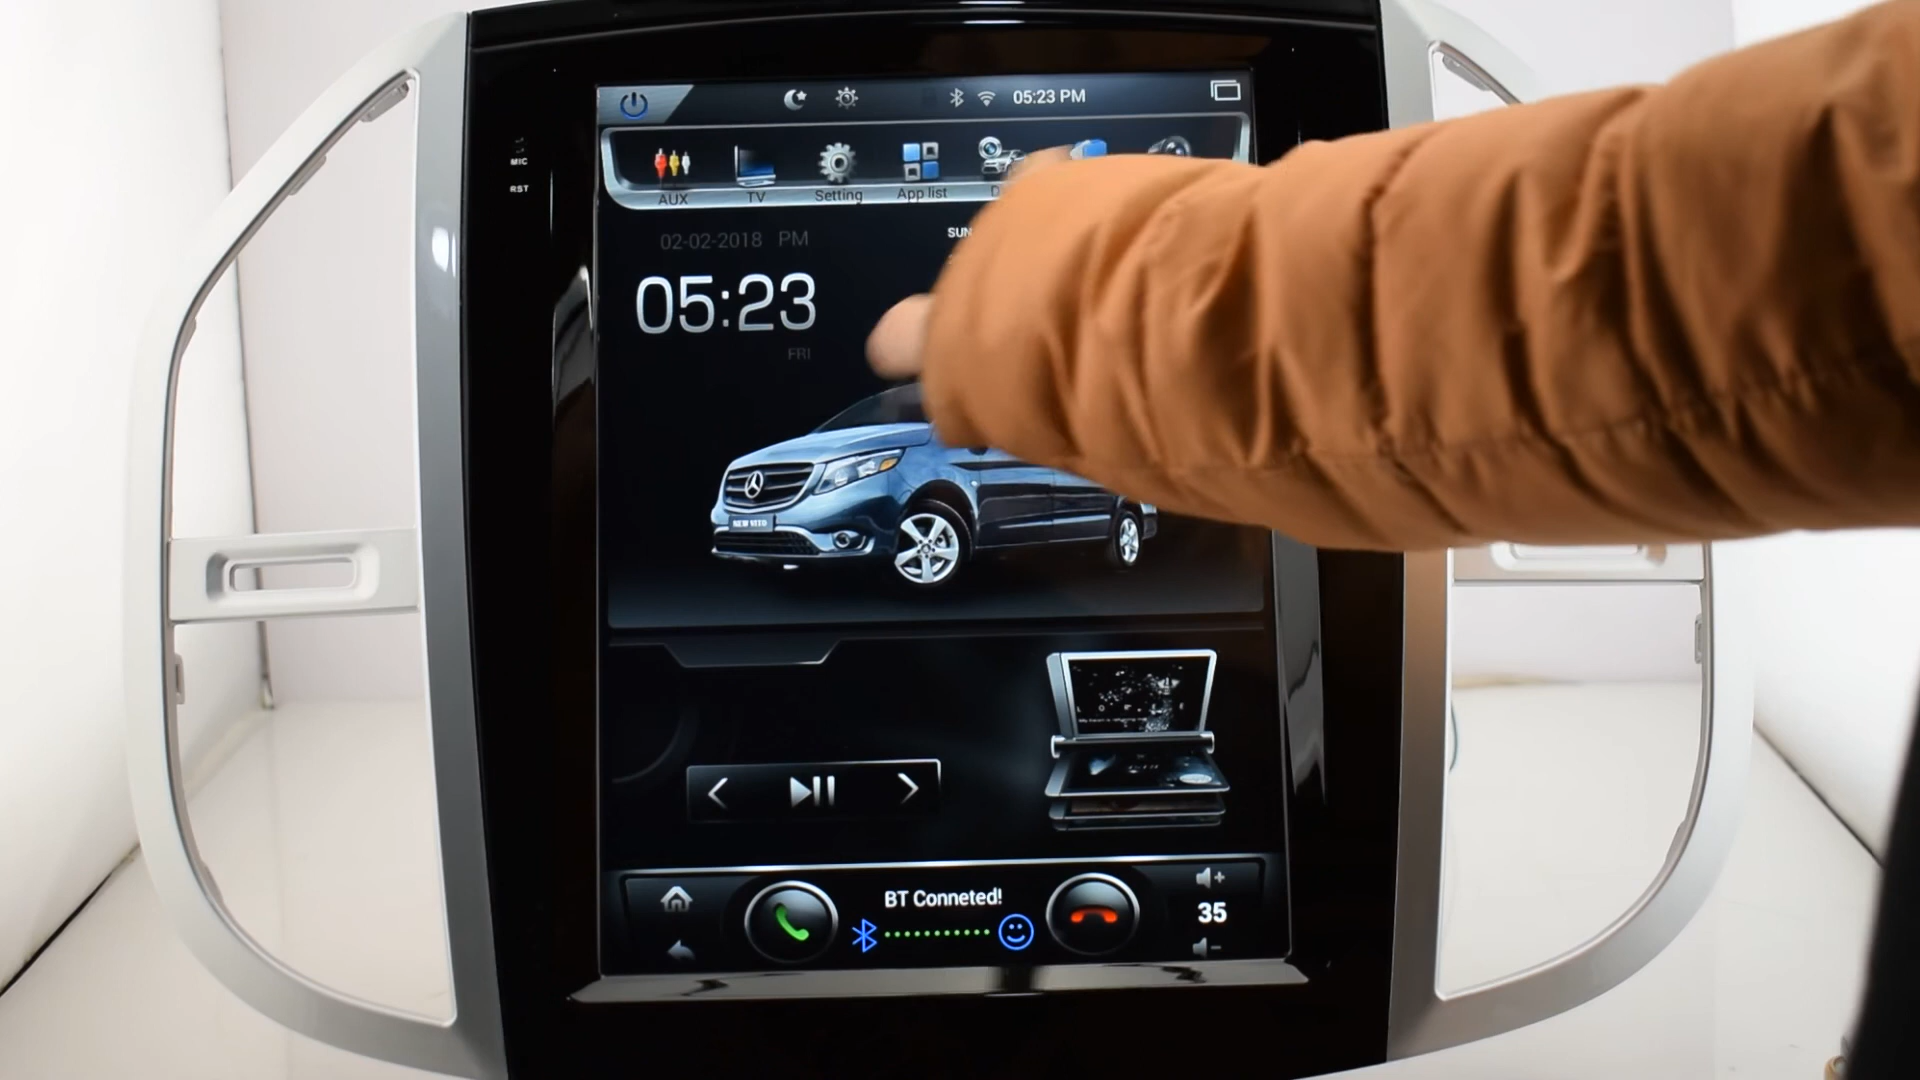 05:23 PM
MIC
RST
AUX
TV
Setting
App list
02-02-2018 PM
SUN
05:23
FRI
NEW VITO
BT Conneted!
35